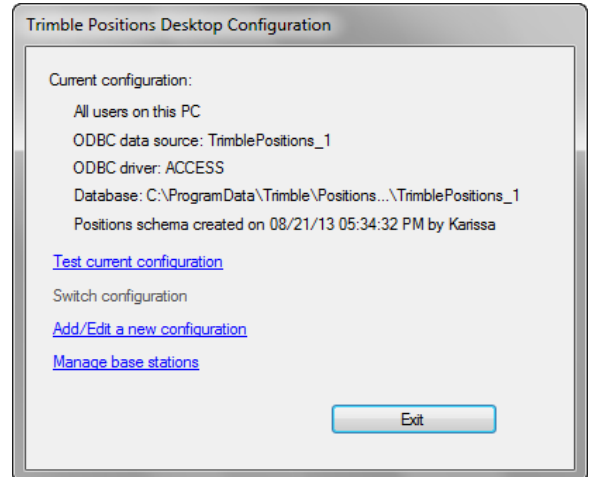 Trimble Positions Desktop Configuration
Current configuration:
All users on this PC
ODBC data source: TrimblePositions_1
ODBC driver: ACCESS
Database: C:\ProgramData\Trimble\Positions...\TrimblePositions_1
Positions schema created on 08/21/13 05:34:32 PM by Karissa
Test current configuration
Switch configuration
Add/Edit a new configuration
Manage base stations
Exit